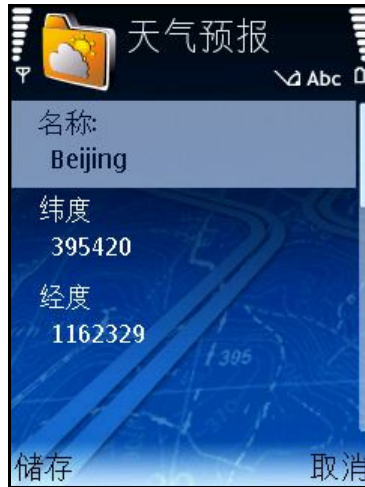 天气预报
Abc
名称:
Beijing
纬度
395420
经度
1162329
395
储存
取消